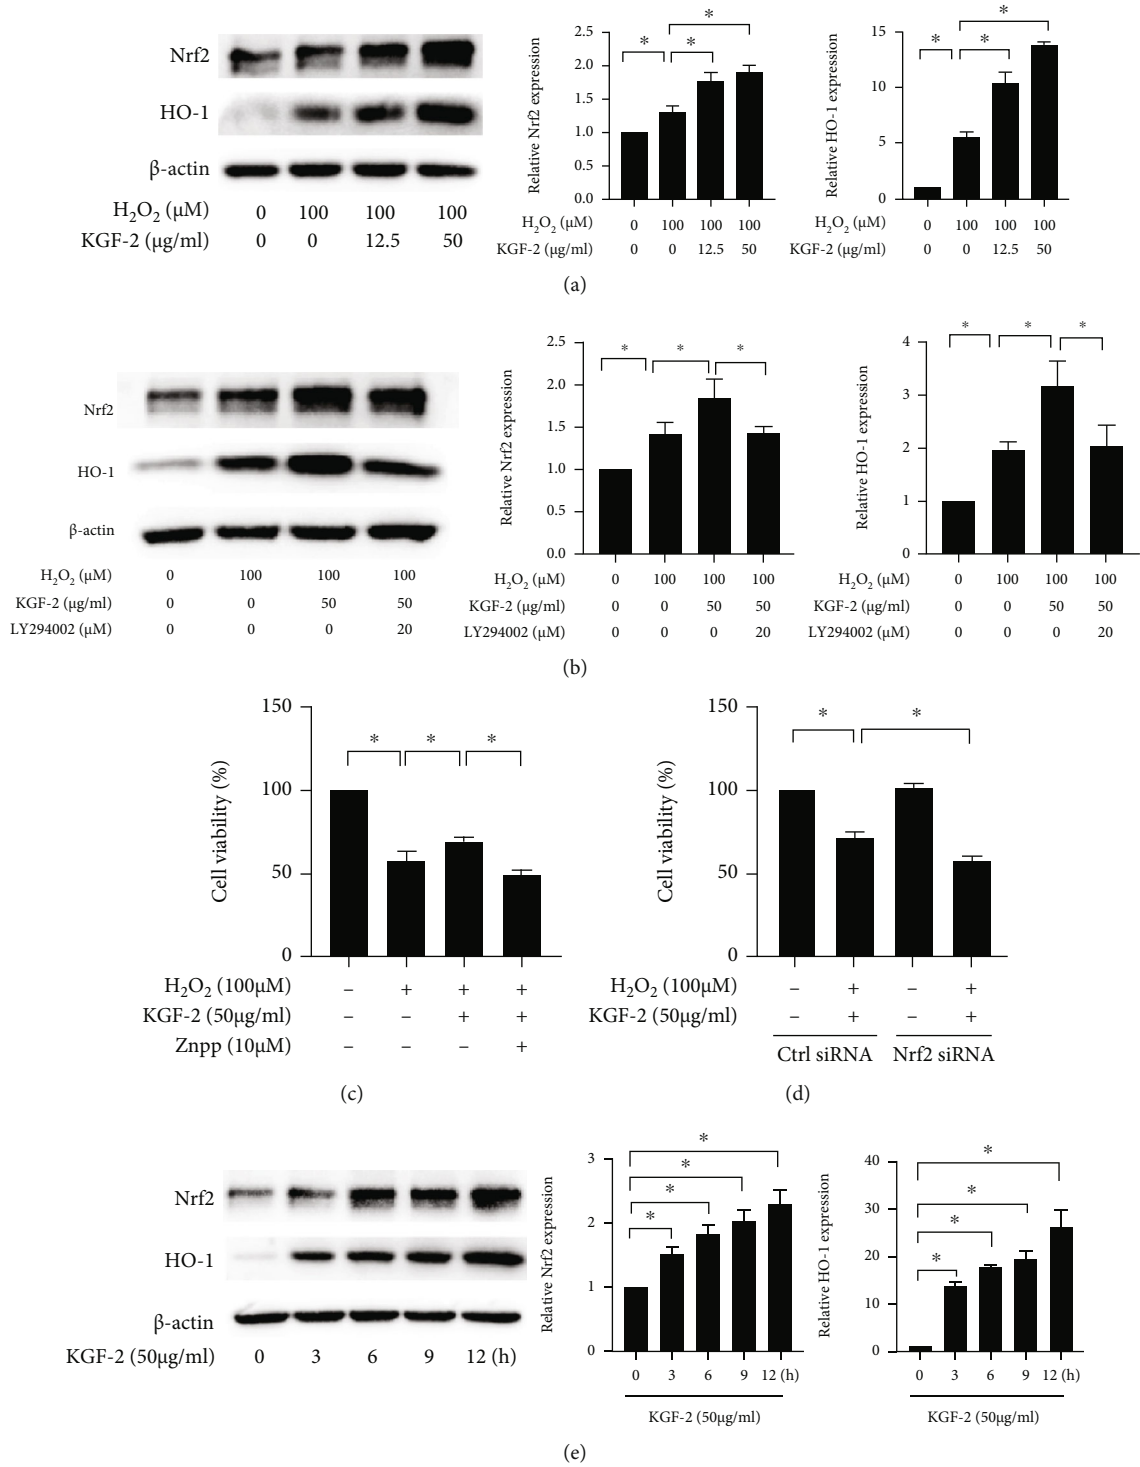 Nrf2
HO-1
β-actin
H₂O₂ (μM) 0 100 100 100
KGF-2 (μg/ml) 0 0 12.5 50
Relative Nrf2 expression
2.5
2.0
1.5
1.0
0.5
0.0
* * *
H₂O₂ (μM) 0 100 100 100
KGF-2 (μg/ml) 0 0 12.5 50
Relative HO-1 expression
15
10
5
0
* * *
H₂O₂ (μM) 0 100 100 100
KGF-2 (μg/ml) 0 0 12.5 50
(a)
Nrf2
HO-1
β-actin
H₂O₂ (μM) 0 100 100 100
KGF-2 (μg/ml) 0 0 50 50
LY294002 (μM) 0 0 0 20
Relative Nrf2 expression
2.5
2.0
1.5
1.0
0.5
0.0
* * *
H₂O₂ (μM) 0 100 100 100
KGF-2 (μg/ml) 0 0 50 50
LY294002 (μM) 0 0 0 20
Relative HO-1 expression
4
3
2
1
0
* * *
H₂O₂ (μM) 0 100 100 100
KGF-2 (μg/ml) 0 0 50 50
LY294002 (μM) 0 0 0 20
(b)
Cell viability (%)
150
100
50
0
* * *
H₂O₂ (100μM) – + + +
KGF-2 (50μg/ml) – – + +
Znpp (10μM) – – – +
(c)
Cell viability (%)
150
100
50
0
* *
H₂O₂ (100μM) – + – +
KGF-2 (50μg/ml) – + – +
Ctrl siRNA Nrf2 siRNA
(d)
Nrf2
HO-1
β-actin
KGF-2 (50μg/ml) 0 3 6 9 12 (h)
Relative Nrf2 expression
3
2
1
0
* * * *
0 3 6 9 12 (h)
KGF-2 (50μg/ml)
Relative HO-1 expression
40
30
20
10
0
* * * *
0 3 6 9 12 (h)
KGF-2 (50μg/ml)
(e)